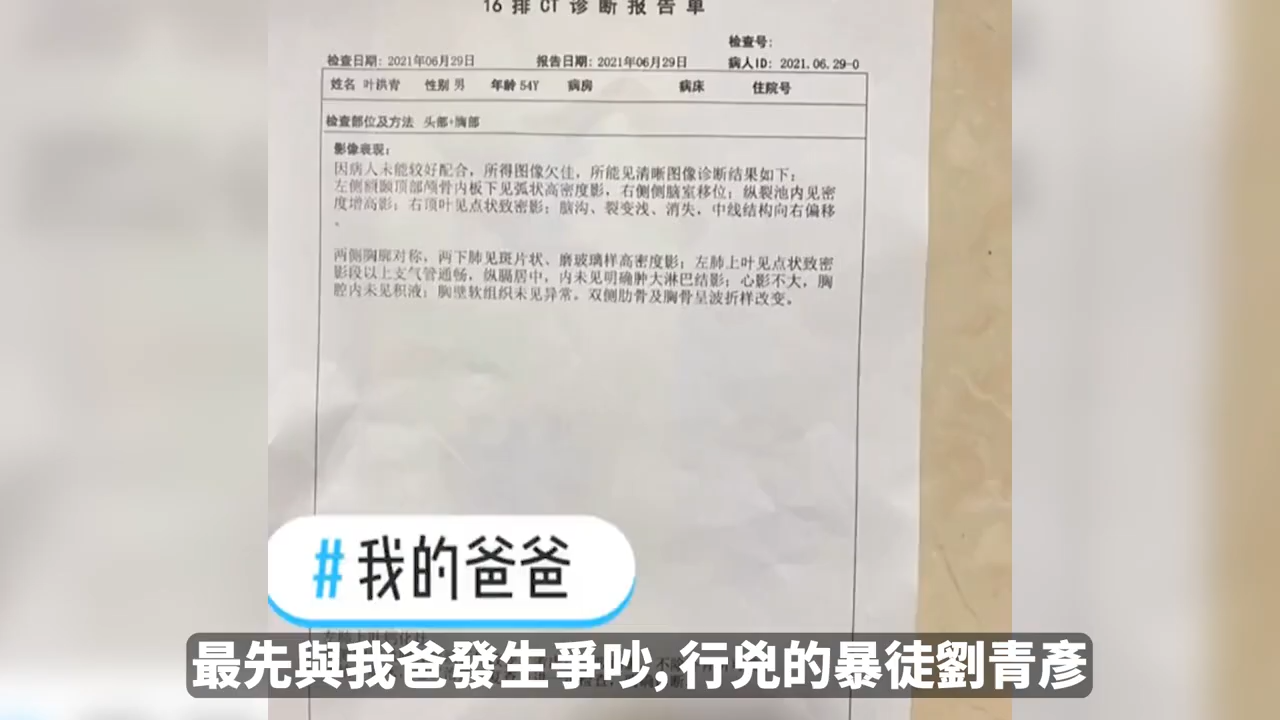 16 排 CT 诊 断 报 告 单
检查号:
检查日期: 2021年06月29日 报告日期: 2021年06月29日 病人ID: 2021.06.29-0
姓名 叶洪青 性别 男 年龄 54Y 病房 病床 住院号
检查部位及方法 头部+胸部
影像表现:
因病人未能较好配合，所得图像欠佳，所能见清晰图像诊断结果如下:
左侧额颞顶部颅骨内板下见弧状高密度影，右侧侧脑室移位；纵裂池内见密
度增高影；右顶叶见点状致密影；脑沟、裂变浅、消失，中线结构向右偏移
。
两侧胸廓对称，两下肺见斑片状、磨玻璃样高密度影；左肺上叶见点状致密
影段以上支气管通畅，纵膈居中，内未见明确肿大淋巴结影；心影不大，胸
腔内未见积液；胸壁软组织未见异常。双侧肋骨及胸骨呈波折样改变。
#我的爸爸
最先與我爸發生爭吵,行兇的暴徒劉青彥